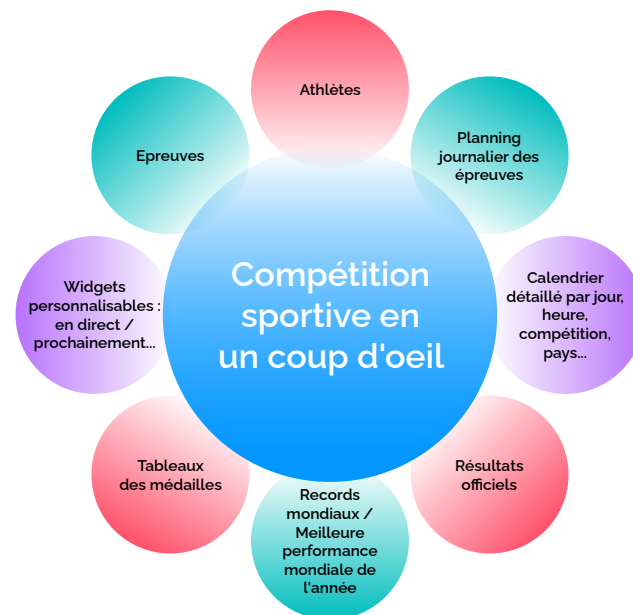 Athlètes
Epreuves
Planning
journalier des
épreuves
Widgets
personnalisables :
en direct /
prochainement...
Compétition
sportive en
un coup d'oeil
Calendrier
détaillé par jour,
heure,
compétition,
pays...
Tableaux
des médailles
Résultats
officiels
Records
mondiaux /
Meilleure
performance
mondiale de
l'année